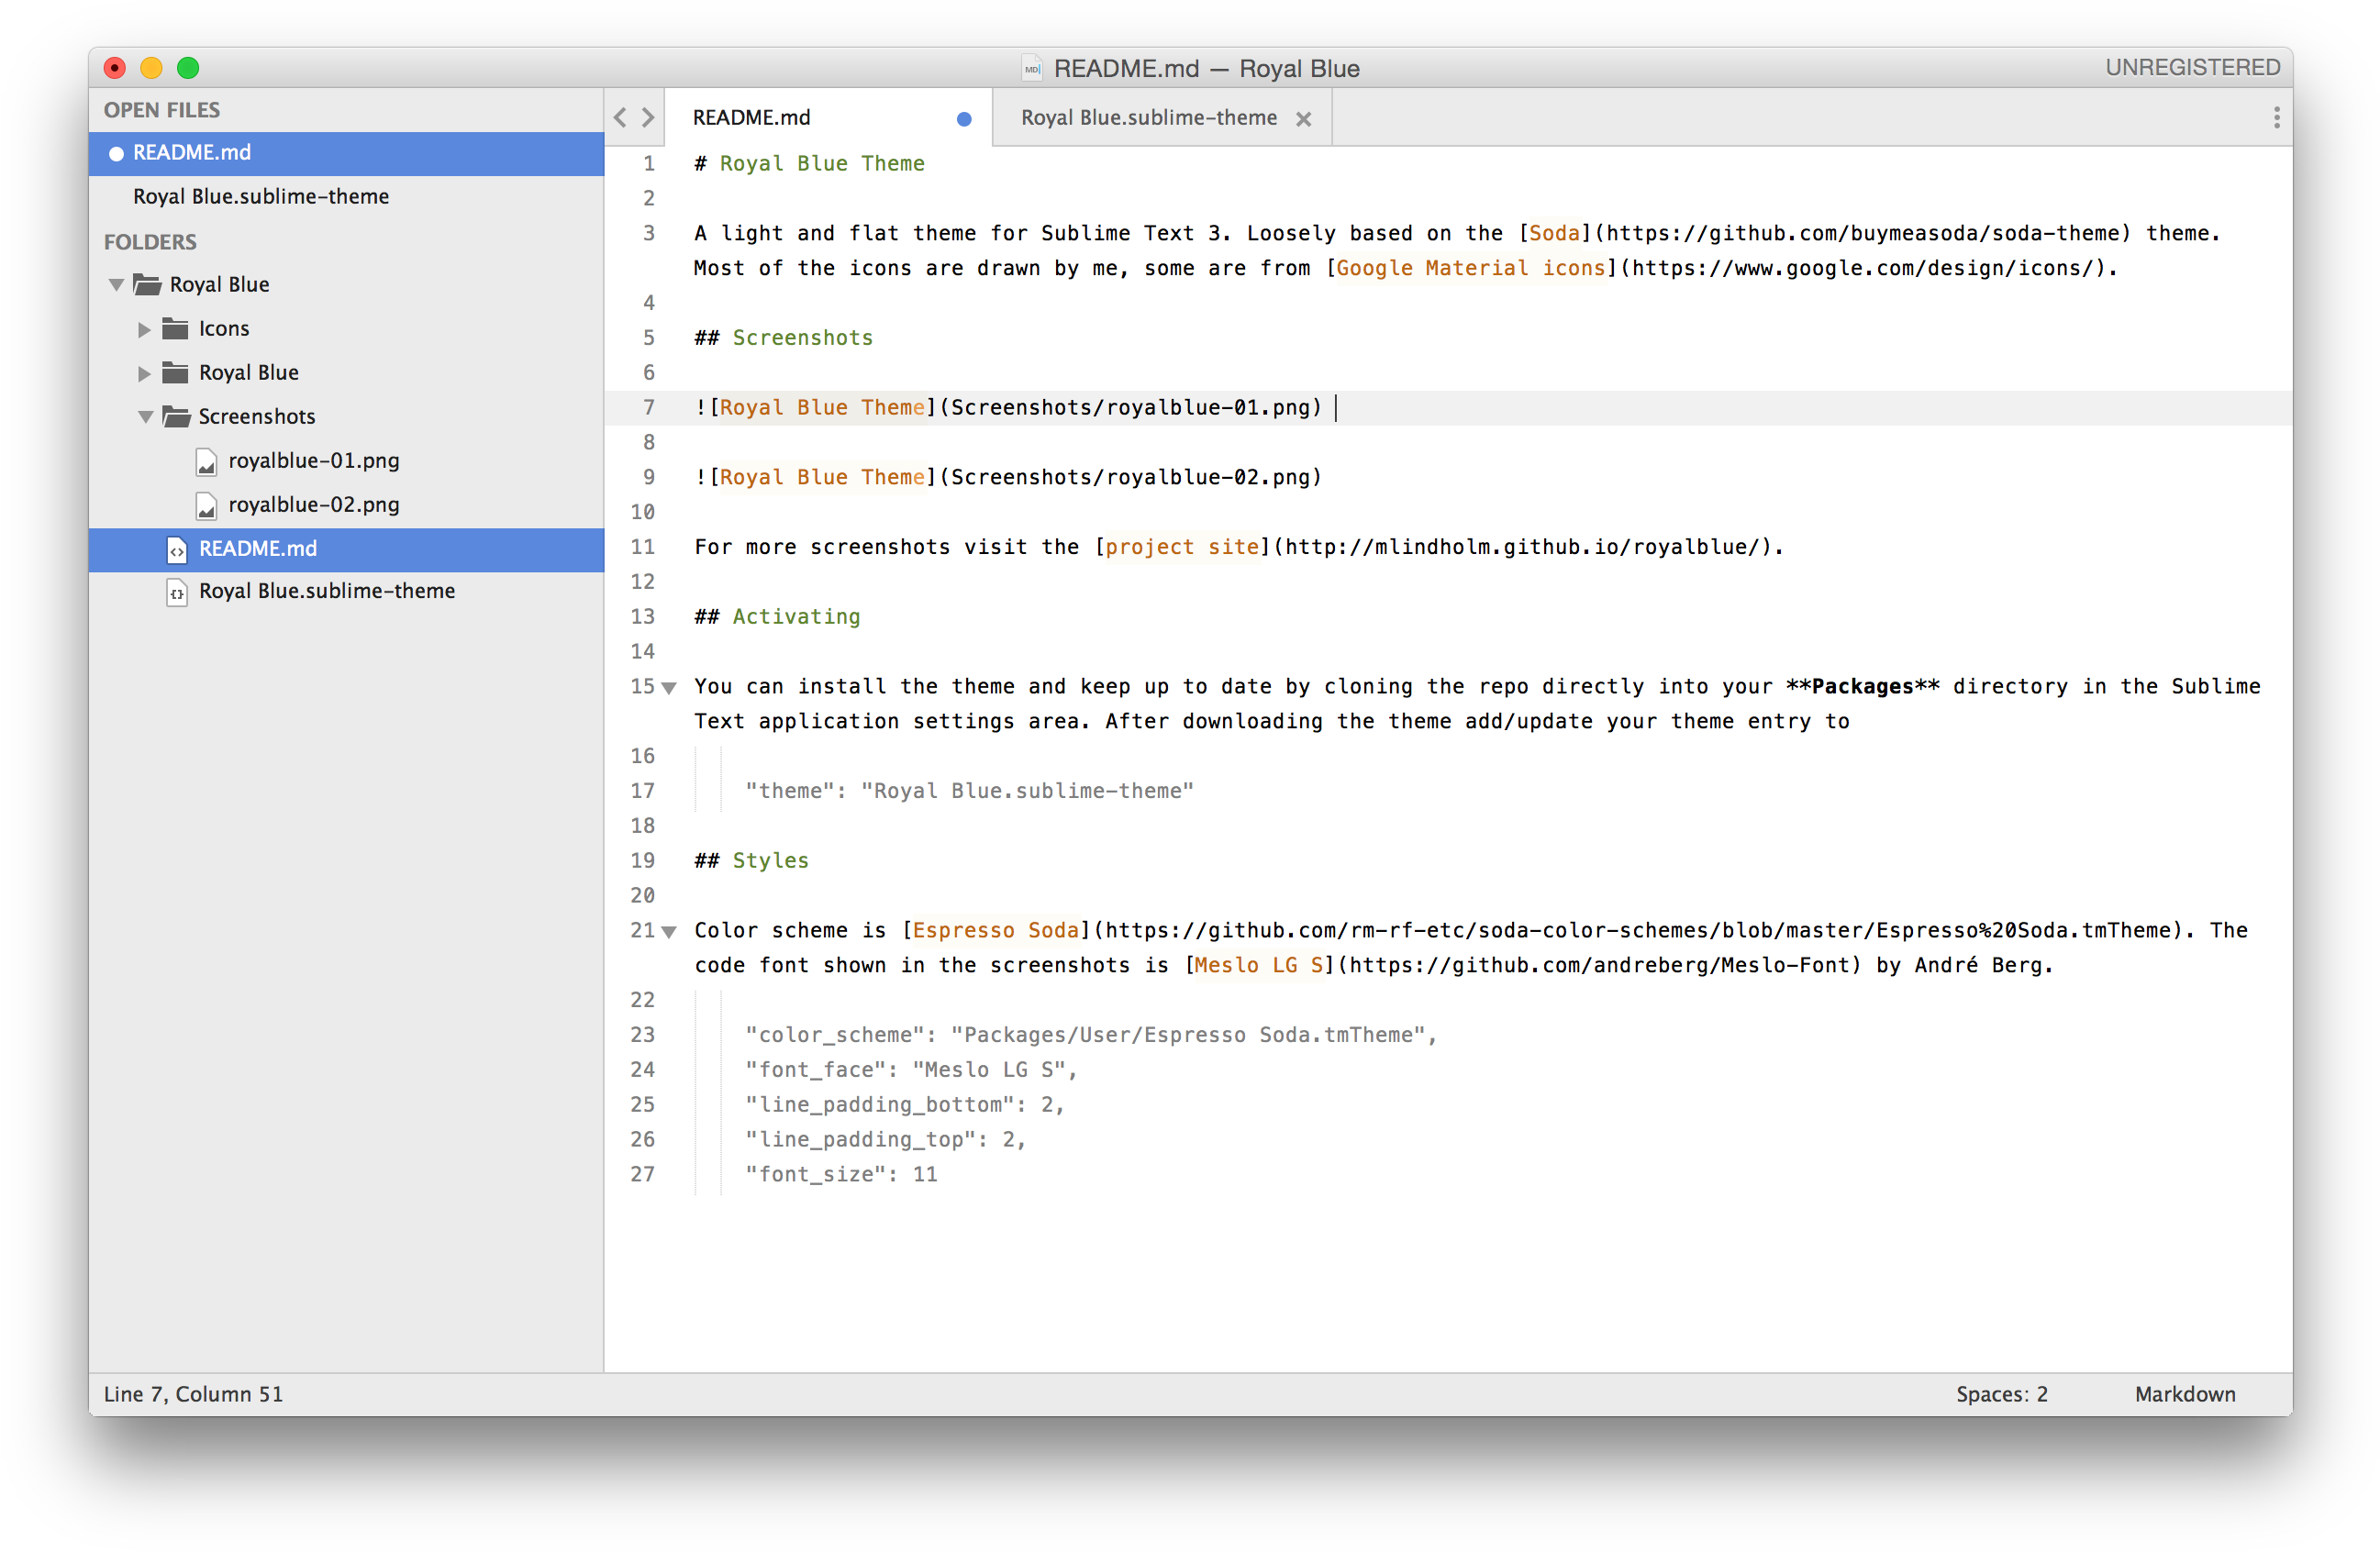 README.md — Royal Blue
UNREGISTERED
OPEN FILES
README.md
Royal Blue.sublime-theme
FOLDERS
Royal Blue
Icons
Royal Blue
Screenshots
royalblue-01.png
royalblue-02.png
README.md
Royal Blue.sublime-theme
README.md
Royal Blue.sublime-theme
1 # Royal Blue Theme
2
3 A light and flat theme for Sublime Text 3. Loosely based on the [Soda](https://github.com/buymeasoda/soda-theme) theme.
Most of the icons are drawn by me, some are from [Google Material icons](https://www.google.com/design/icons/).
4
5 ## Screenshots
6
7 ![Royal Blue Theme](Screenshots/royalblue-01.png)
8
9 ![Royal Blue Theme](Screenshots/royalblue-02.png)
10
11 For more screenshots visit the [project site](http://mlindholm.github.io/royalblue/).
12
13 ## Activating
14
15 You can install the theme and keep up to date by cloning the repo directly into your **Packages** directory in the Sublime
Text application settings area. After downloading the theme add/update your theme entry to
16
17 "theme": "Royal Blue.sublime-theme"
18
19 ## Styles
20
21 Color scheme is [Espresso Soda](https://github.com/rm-rf-etc/soda-color-schemes/blob/master/Espresso%20Soda.tmTheme). The
code font shown in the screenshots is [Meslo LG S](https://github.com/andreberg/Meslo-Font) by André Berg.
22
23 "color_scheme": "Packages/User/Espresso Soda.tmTheme",
24 "font_face": "Meslo LG S",
25 "line_padding_bottom": 2,
26 "line_padding_top": 2,
27 "font_size": 11
Line 7, Column 51
Spaces: 2
Markdown